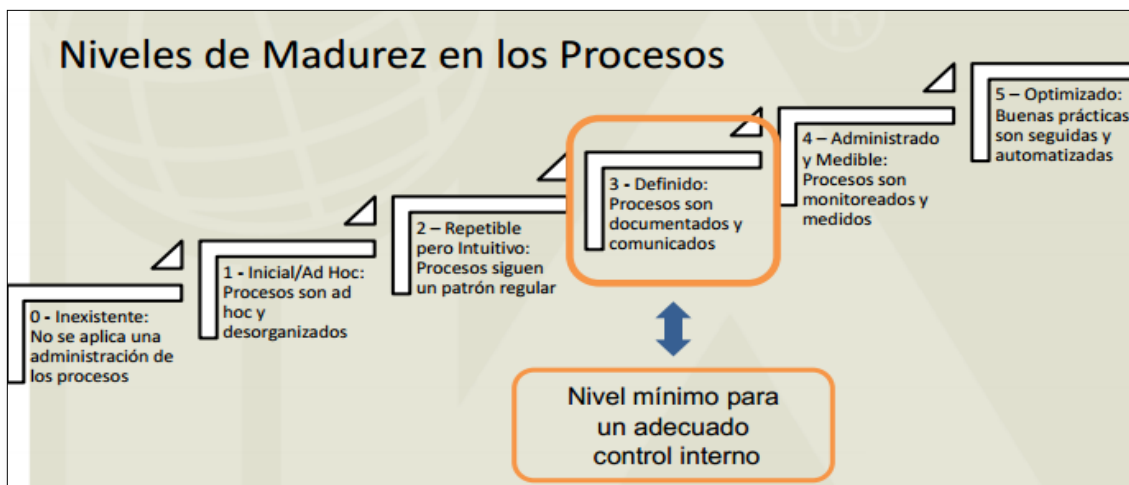 Niveles de Madurez en los Procesos
0 - Inexistente:
No se aplica una
administración de
los procesos
1 - Inicial/Ad Hoc:
Procesos son ad
hoc y
desorganizados
2 – Repetible
pero Intuitivo:
Procesos siguen
un patrón regular
3 - Definido:
Procesos son
documentados y
comunicados
4 – Administrado
y Medible:
Procesos son
monitoreados y
medidos
5 – Optimizado:
Buenas prácticas
son seguidas y
automatizadas
Nivel mínimo para
un adecuado
control interno
®